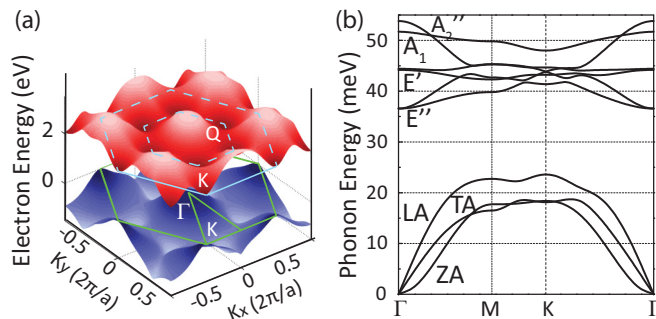 (a)
Electron Energy (eV)
2
0
Q
K
Γ
K
-0.5
0
0.5
Ky (2π/a)
-0.5
0
0.5
Kx (2π/a)
(b)
Phonon Energy (meV)
50
40
30
20
10
0
A2''
A1
E'
E''
LA
TA
ZA
Γ
M
K
Γ